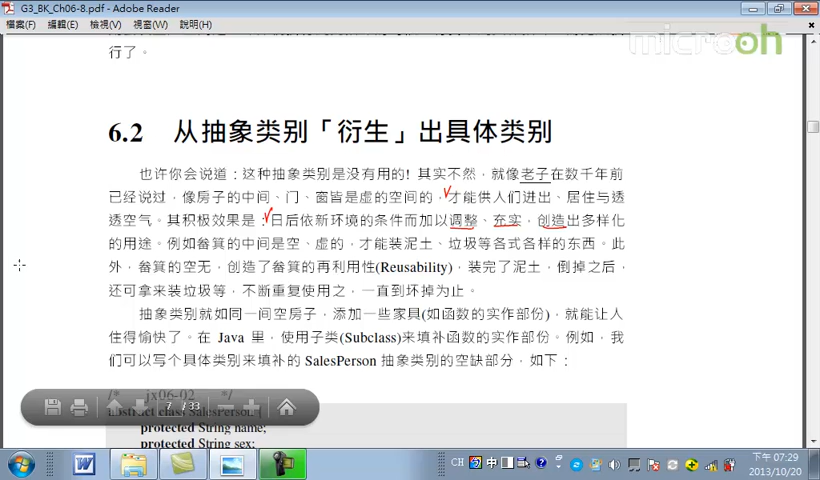 G3_BK_Ch06-8.pdf - Adobe Reader
檔案(F) 編輯(E) 檢視(V) 視窗(W) 說明(H)
microoh
行了。
6.2 从抽象类别「衍生」出具体类别
也许你会说道：这种抽象类别是没有用的! 其实不然，就像老子在数千年前
已经说过，像房子的中间、门、窗皆是虚的空间的，才能供人们进出、居住与透
透空气。其积极效果是：日后依新环境的条件而加以调整、充实，创造出多样化
的用途。例如畚箕的中间是空、虚的，才能装泥土、垃圾等各式各样的东西。此
外，畚箕的空无，创造了畚箕的再利用性(Reusability)，装完了泥土，倒掉之后，
还可拿来装垃圾等，不断重复使用之，一直到坏掉为止。
抽象类别就如同一间空房子，添加一些家具(如函数的实作部份)，就能让人
住得愉快了。在 Java 里，使用子类(Subclass)来填补函数的实作部份。例如，我
们可以写个具体类别来填补的 SalesPerson 抽象类别的空缺部分，如下：
/* jx06-02 */
abstract class SalesPerson {
protected String name;
protected String sex;
7 / 33
CH 中
下午 07:29
2013/10/20